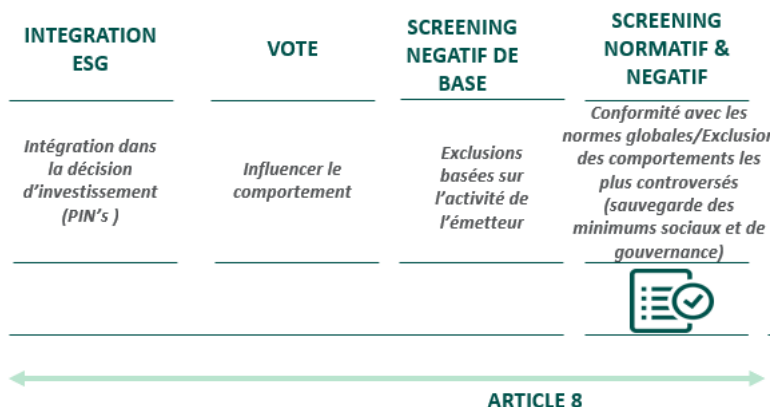 INTEGRATION
ESG
VOTE
SCREENING
NEGATIF DE
BASE
SCREENING
NORMATIF &
NEGATIF
Intégration dans
la décision
d'investissement
(PIN's )
Influencer le
comportement
Exclusions
basées sur
l'activité de
l'émetteur
Conformité avec les
normes globales/Exclusion
des comportements les
plus controversés
(sauvegarde des
minimums sociaux et de
gouvernance)
ARTICLE 8